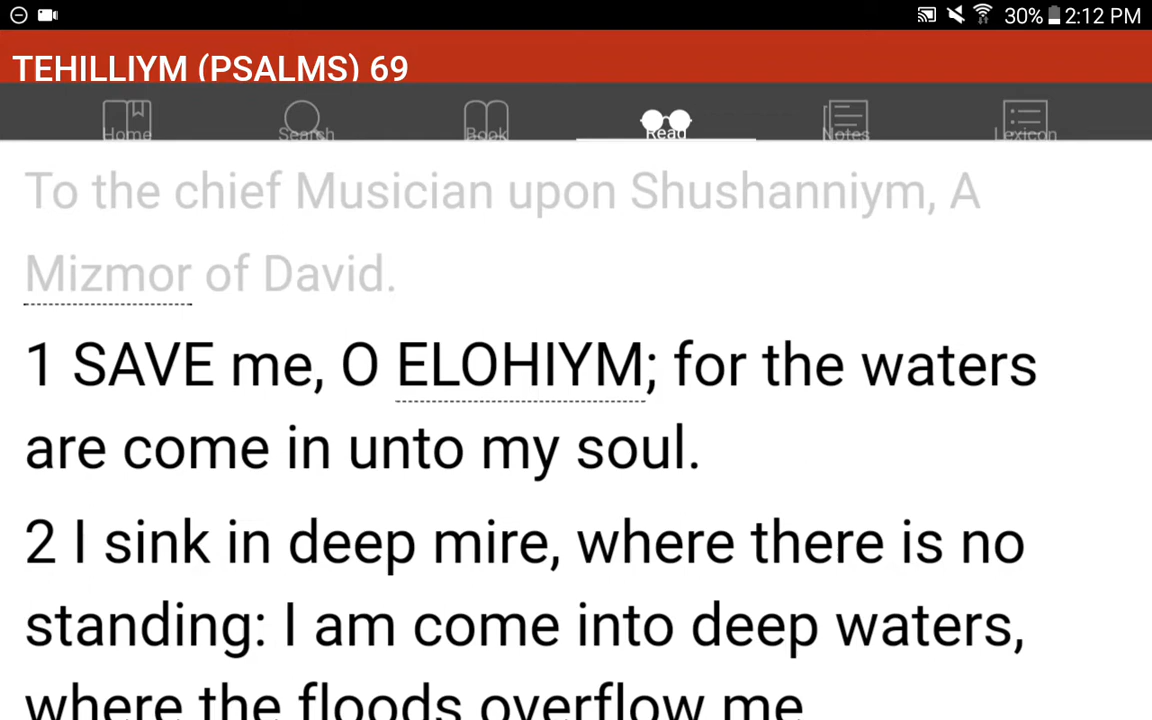 30% 2:12 PM
TEHILLIYM (PSALMS) 69
Home Search Book Read Notes Lexicon
To the chief Musician upon Shushanniym, A
Mizmor of David.
1 SAVE me, O ELOHIYM; for the waters
are come in unto my soul.
2 I sink in deep mire, where there is no
standing: I am come into deep waters,
where the floods overflow me